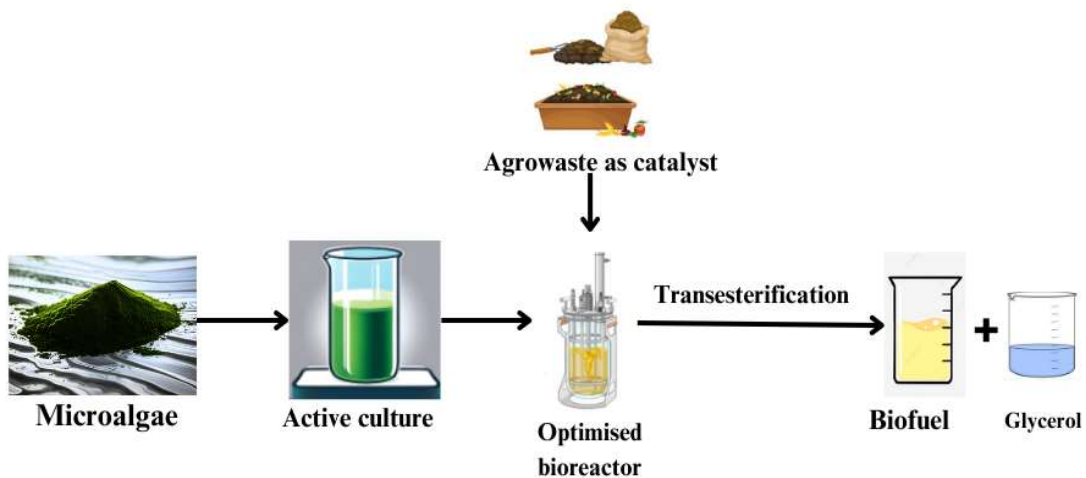 Agrowaste as catalyst
Transesterification
Microalgae
Active culture
Optimised
bioreactor
Biofuel
+
Glycerol